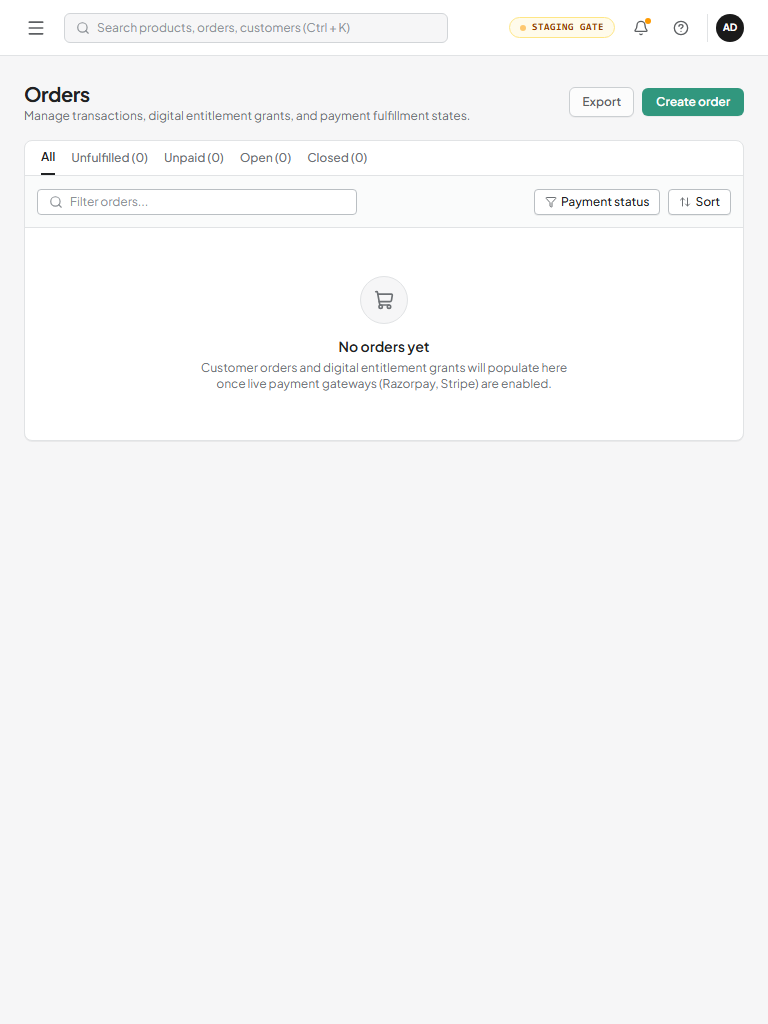 Search products, orders, customers (Ctrl + K)
STAGING GATE
AD
Orders
Manage transactions, digital entitlement grants, and payment fulfillment states.
Export
Create order
All
Unfulfilled (0)
Unpaid (0)
Open (0)
Closed (0)
Filter orders...
Payment status
Sort
No orders yet
Customer orders and digital entitlement grants will populate here
once live payment gateways (Razorpay, Stripe) are enabled.